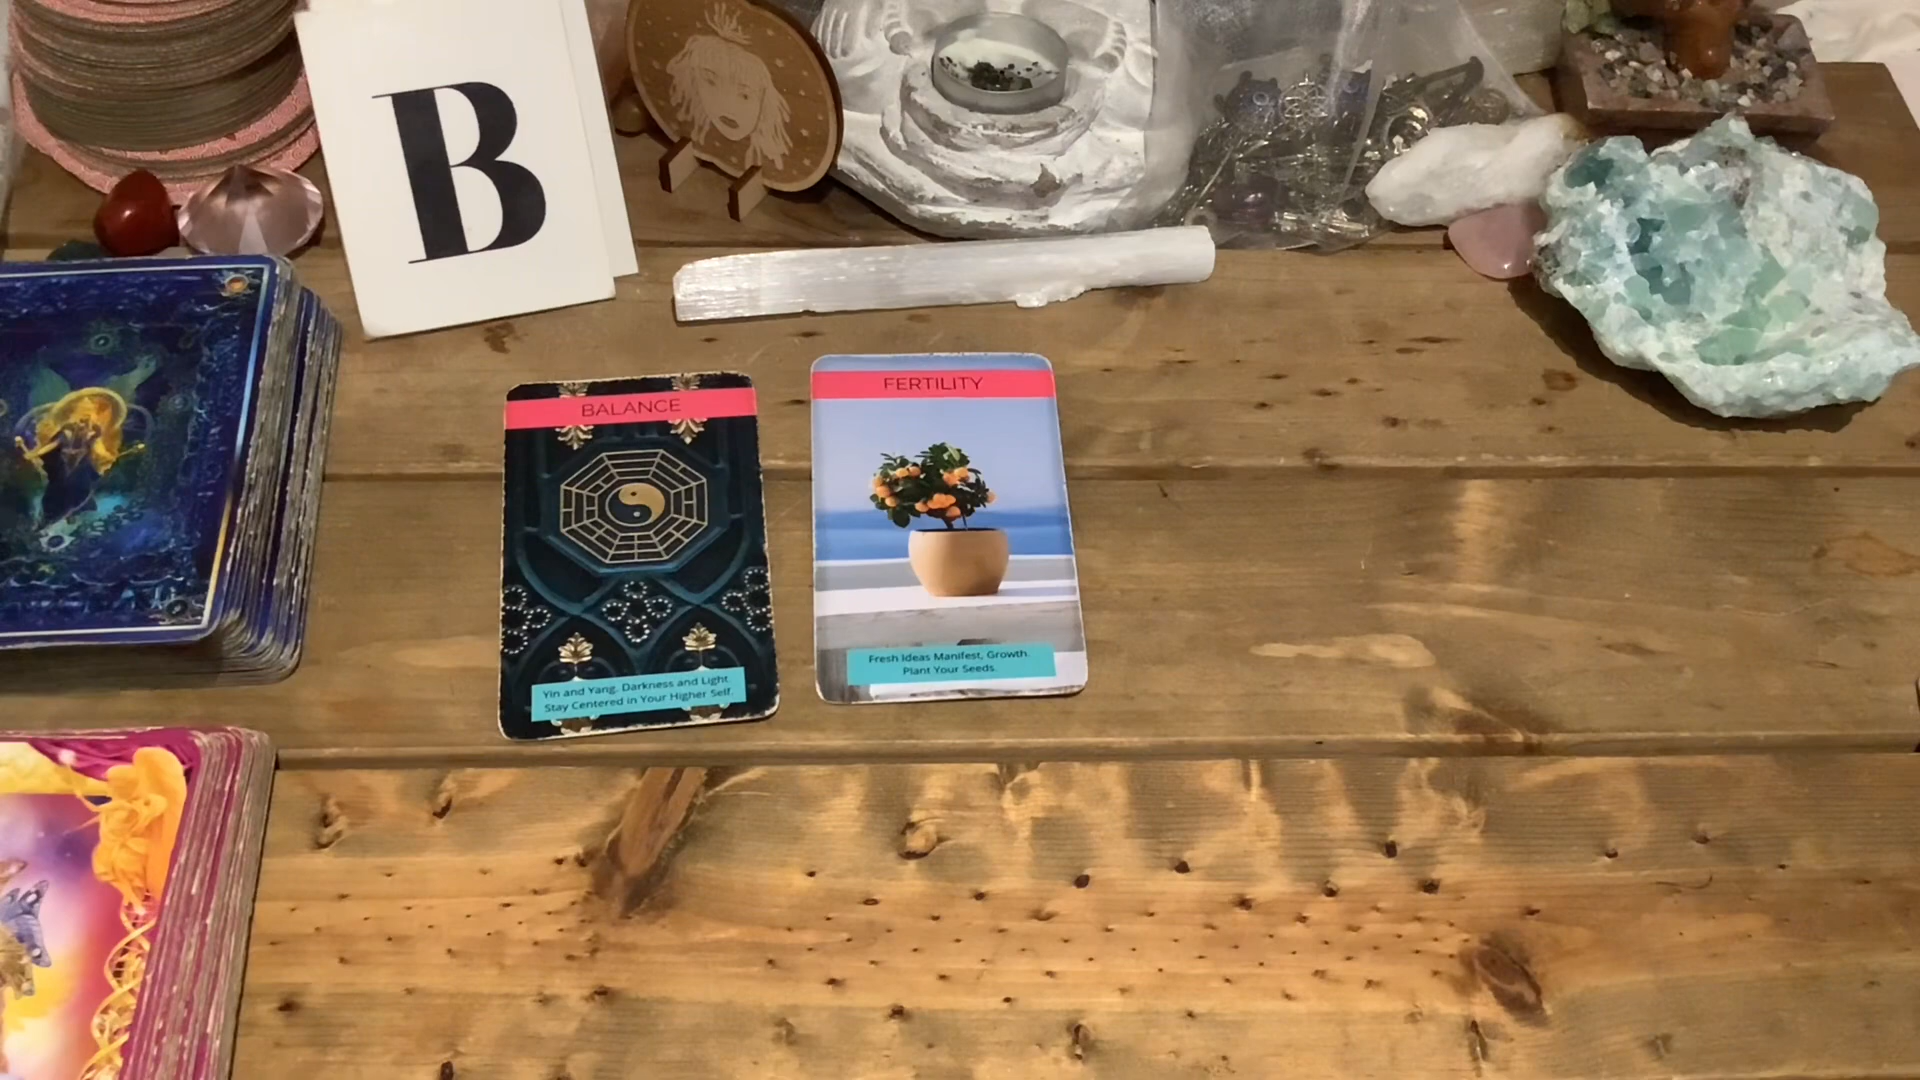 B
BALANCE
Yin and Yang. Darkness and Light.
Stay Centered in Your Higher Self.
FERTILITY
Fresh Ideas Manifest, Growth.
Plant Your Seeds.